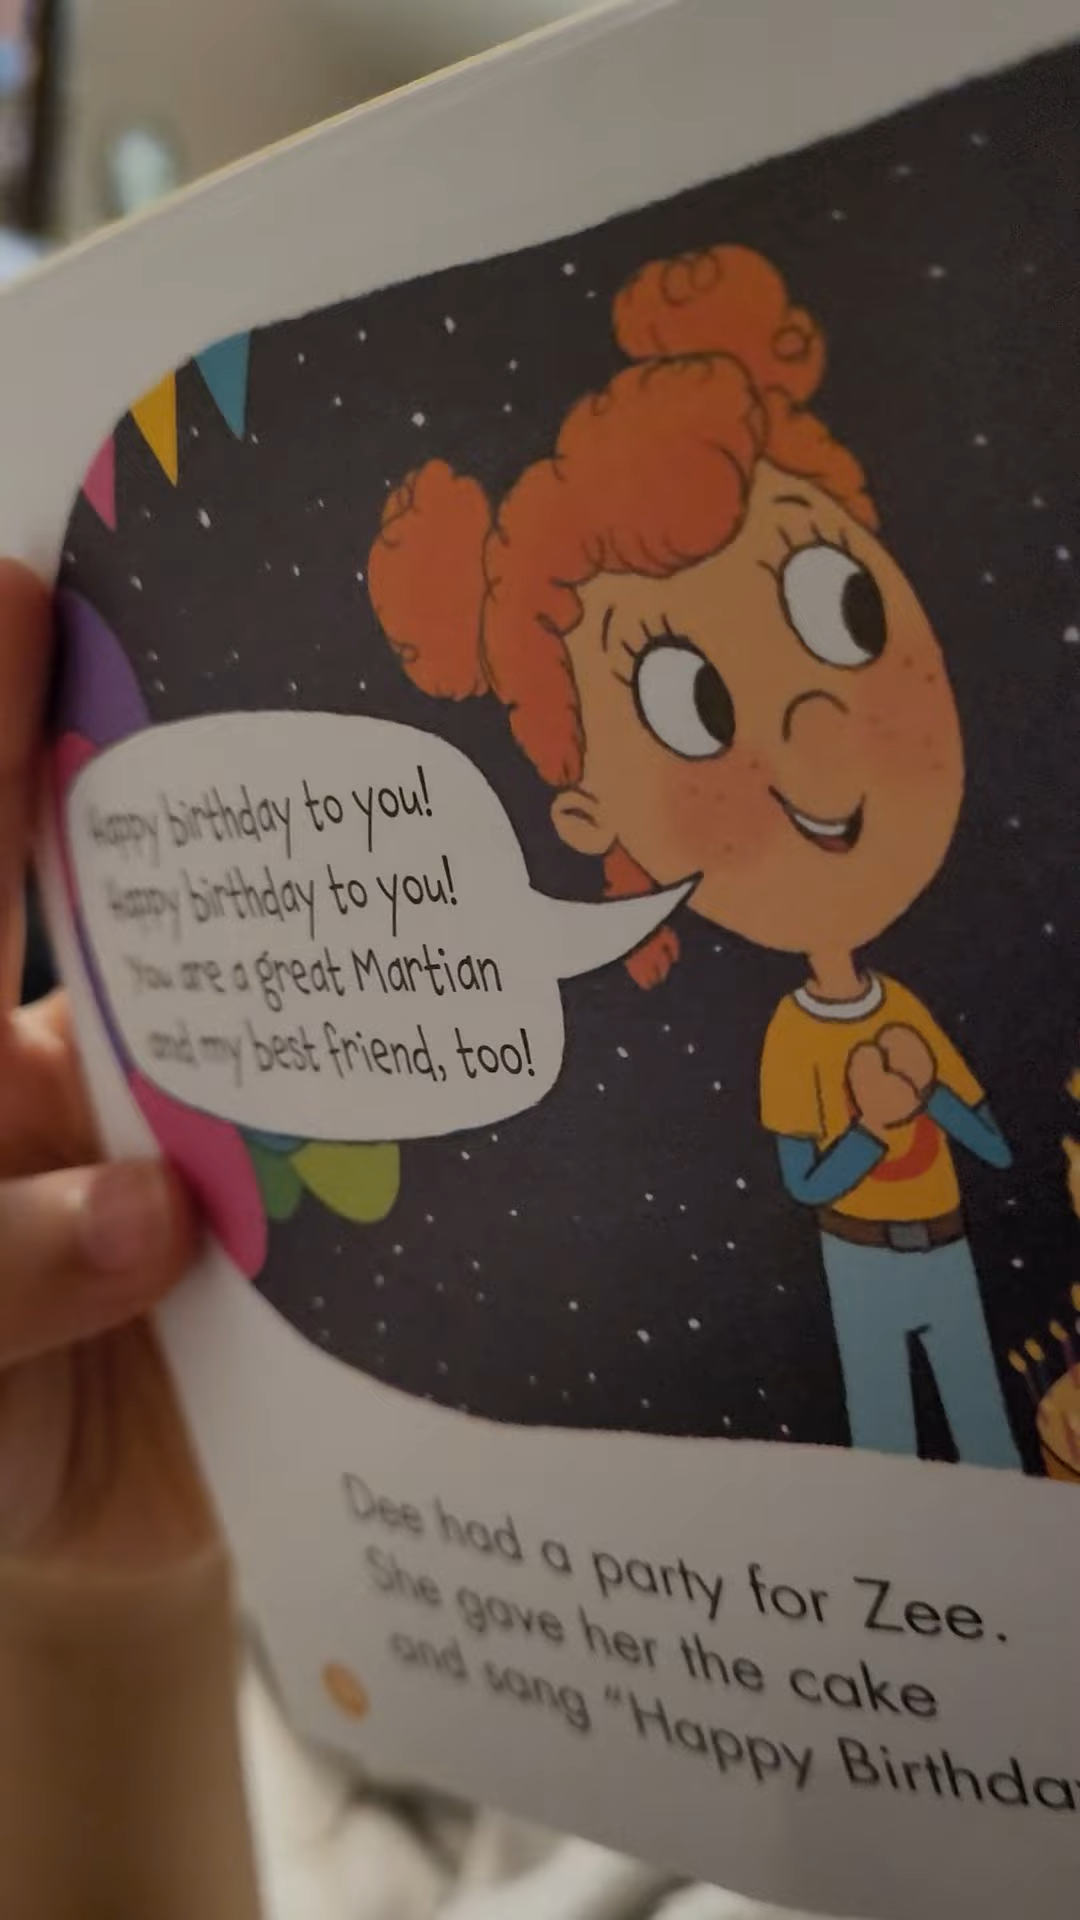 Happy birthday to you!
Happy birthday to you!
You are a great Martian
and my best friend, too!
Dee had a party for Zee.
She gave her the cake
and sang "Happy Birthda